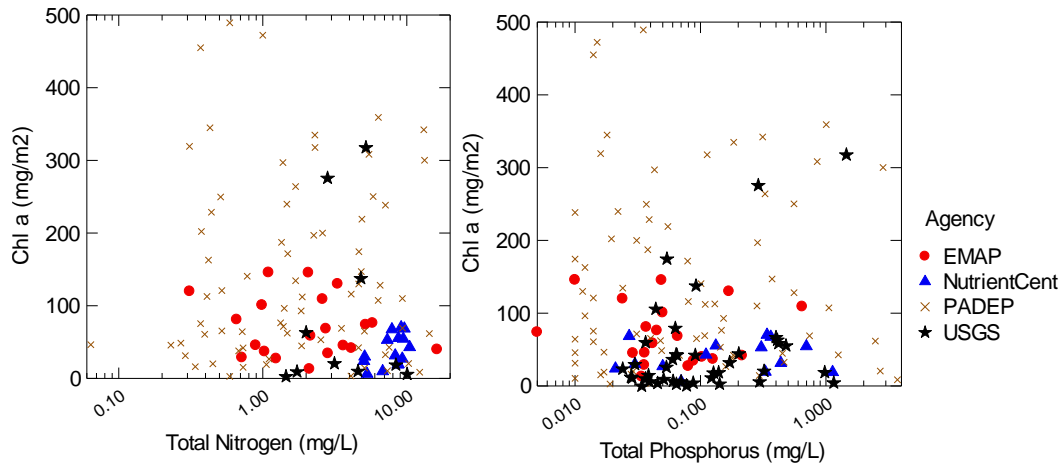 500
400
300
200
100
0
Chl a (mg/m2)
0.10
1.00
10.00
Total Nitrogen (mg/L)
500
400
300
200
100
0
Chl a (mg/m2)
0.010
0.100
1.000
Total Phosphorus (mg/L)
Agency
EMAP
NutrientCent
PADEP
USGS